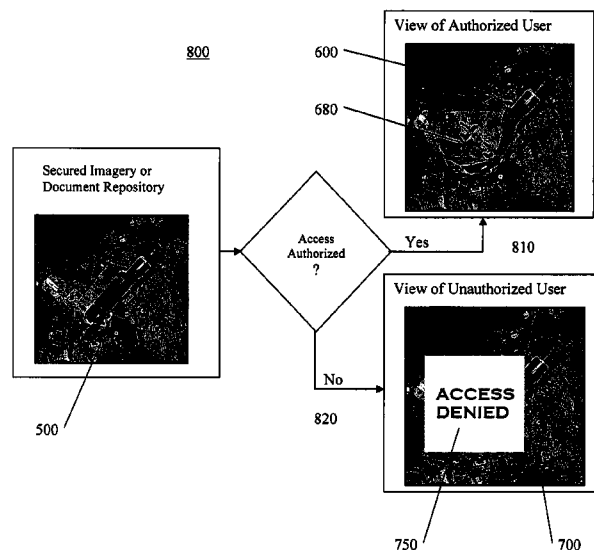 800
View of Authorized User
600
680
Secured Imagery or
Document Repository
Access
Authorized
?
Yes
810
View of Unauthorized User
No
820
ACCESS
DENIED
500
750
700